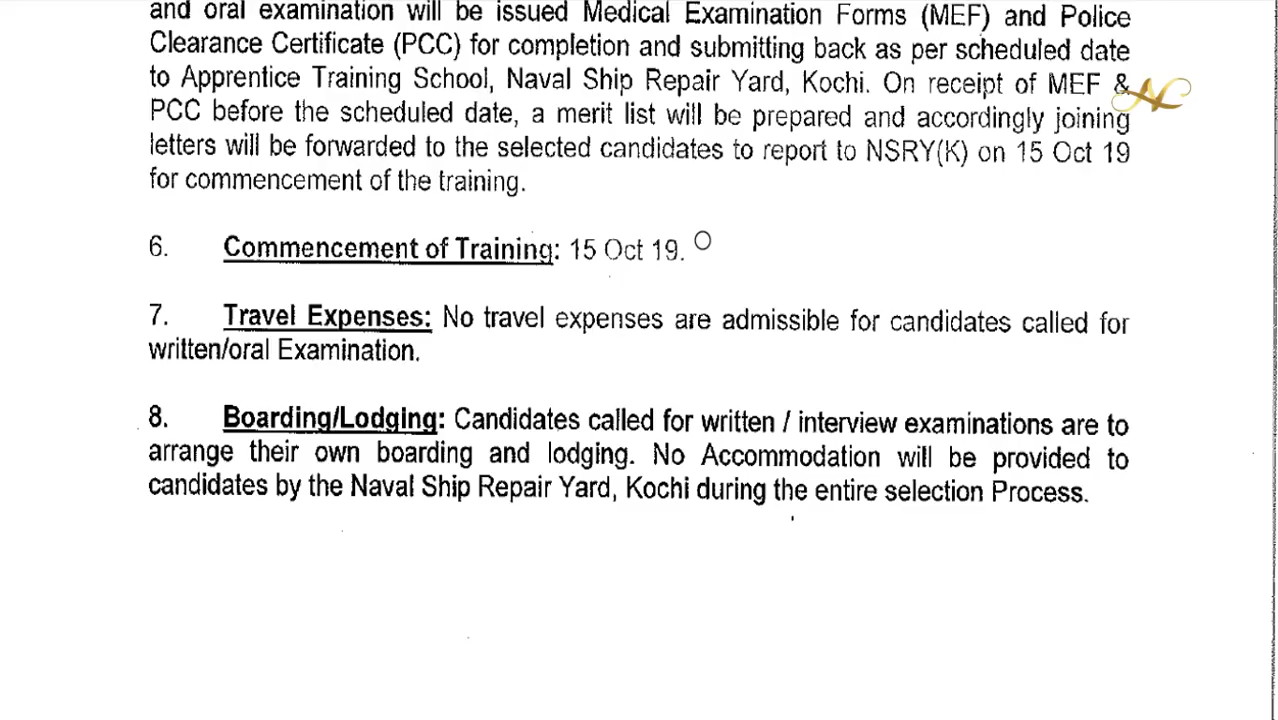 and oral examination will be issued Medical Examination Forms (MEF) and Police
Clearance Certificate (PCC) for completion and submitting back as per scheduled date
to Apprentice Training School, Naval Ship Repair Yard, Kochi. On receipt of MEF &
PCC before the scheduled date, a merit list will be prepared and accordingly joining
letters will be forwarded to the selected candidates to report to NSRY(K) on 15 Oct 19
for commencement of the training.
6. Commencement of Training: 15 Oct 19.
7. Travel Expenses: No travel expenses are admissible for candidates called for
written/oral Examination.
8. Boarding/Lodging: Candidates called for written / interview examinations are to
arrange their own boarding and lodging. No Accommodation will be provided to
candidates by the Naval Ship Repair Yard, Kochi during the entire selection Process.